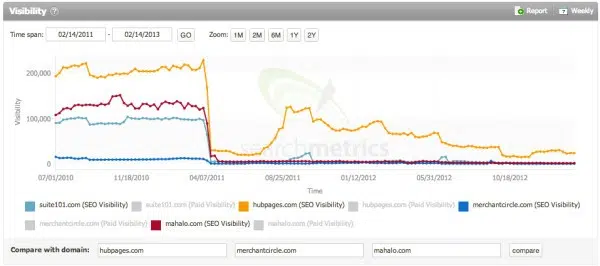 Visibility ? Report Weekly
Time span: 02/14/2011 - 02/14/2013 GO Zoom: 1M 2M 6M 1Y 2Y
200,000
Visibility
100,000
searchmetrics
0
07/01/2010 11/18/2010 04/07/2011 08/25/2011 01/12/2012 05/31/2012 10/18/2012
Time
suite101.com (SEO Visibility) suite101.com (Paid Visibility) hubpages.com (SEO Visibility) hubpages.com (Paid Visibility) merchantcircle.com (SEO Visibility)
merchantcircle.com (Paid Visibility) mahalo.com (SEO Visibility) mahalo.com (Paid Visibility)
Compare with domain: hubpages.com merchantcircle.com mahalo.com compare